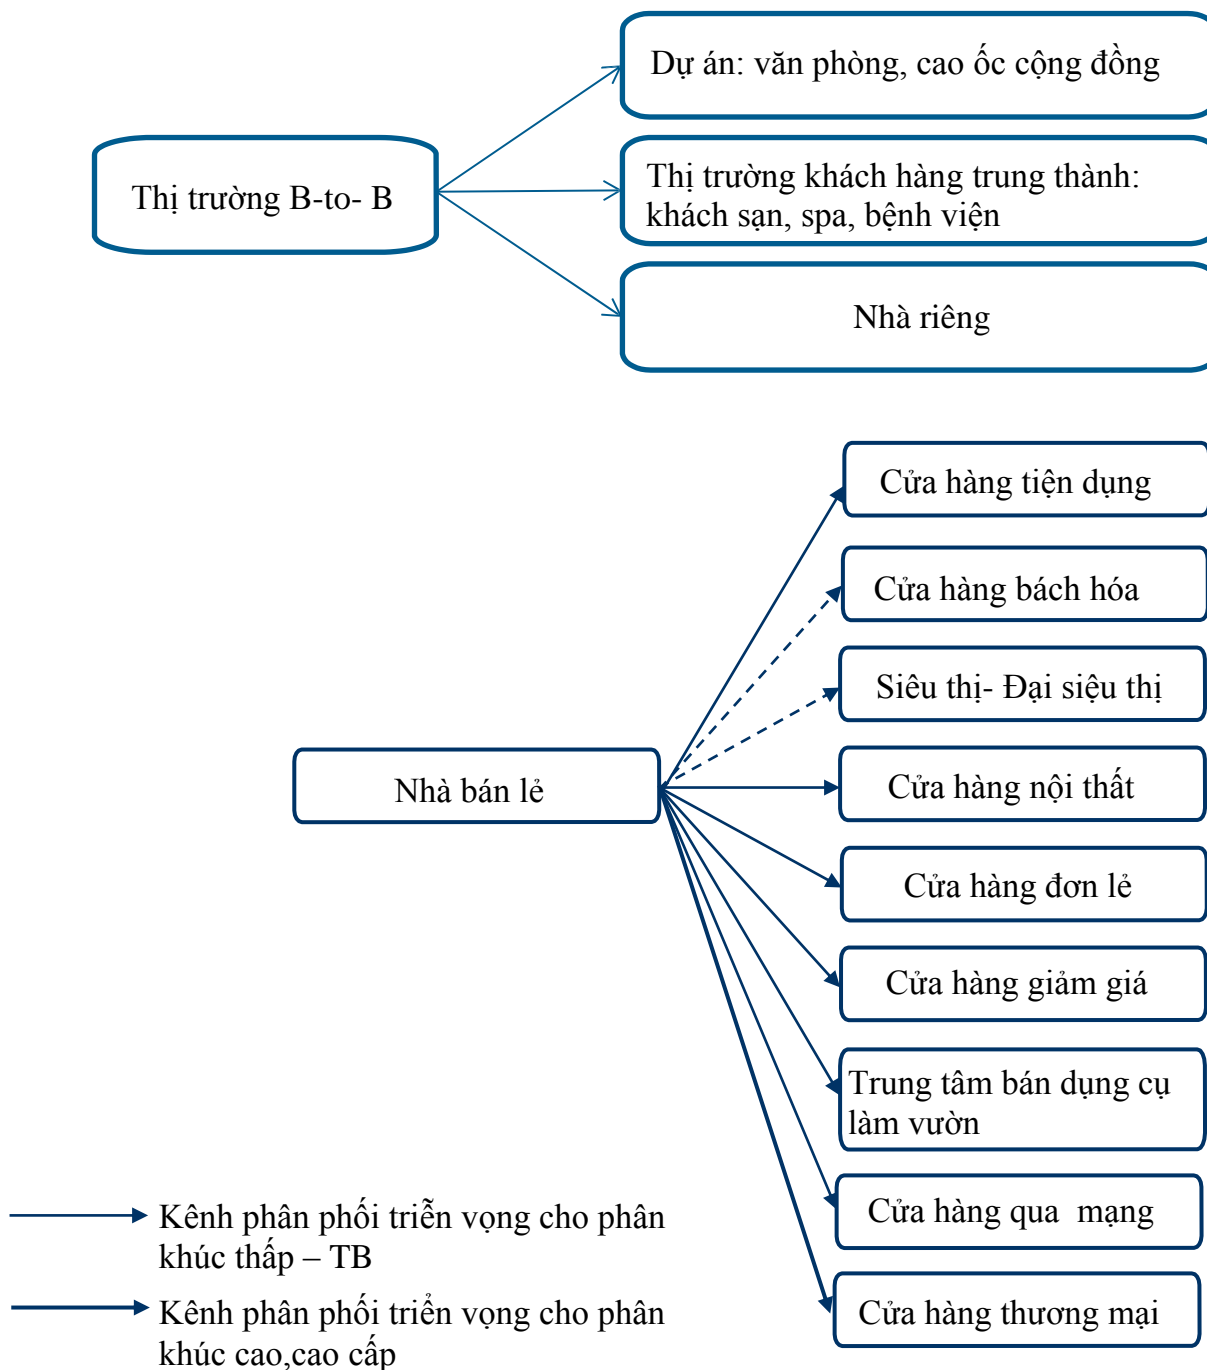 Dự án: văn phòng, cao ốc cộng đồng
Thị trường B-to- B
Thị trường khách hàng trung thành:
khách sạn, spa, bệnh viện
Nhà riêng
Cửa hàng tiện dụng
Cửa hàng bách hóa
Siêu thị- Đại siệu thị
Nhà bán lẻ
Cửa hàng nội thất
Cửa hàng đơn lẻ
Cửa hàng giảm giá
Trung tâm bán dụng cụ
làm vườn
Cửa hàng qua mạng
Cửa hàng thương mại
Kênh phân phối triễn vọng cho phân
khúc thấp – TB
Kênh phân phối triển vọng cho phân
khúc cao,cao cấp